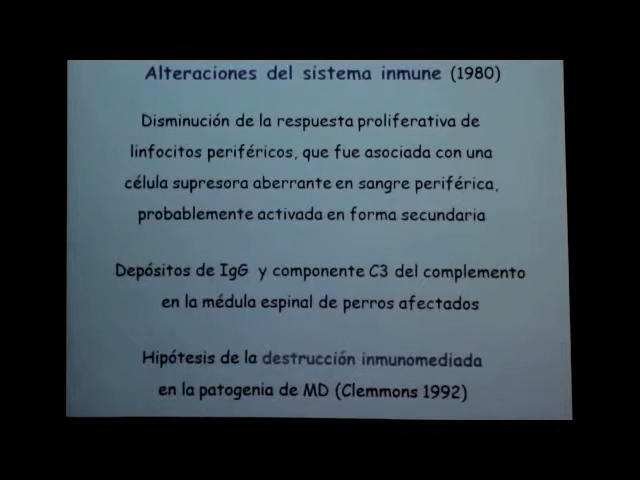 Alteraciones del sistema inmune (1980)
Disminución de la respuesta proliferativa de
linfocitos periféricos, que fue asociada con una
célula supresora aberrante en sangre periférica,
probablemente activada en forma secundaria
Depósitos de IgG y componente C3 del complemento
en la médula espinal de perros afectados
Hipótesis de la destrucción inmunomediada
en la patogenia de MD (Clemmons 1992)